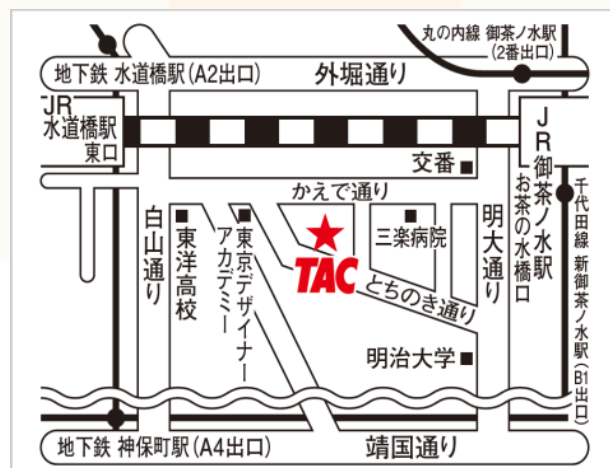 丸の内線 御茶ノ水駅
(2番出口)
地下鉄 水道橋駅(A2出口)
外堀通り
JR
水道橋駅
東口
JR御茶ノ水駅
お茶の水橋口
交番
かえで通り
千代田線 新御茶ノ水駅(B1出口)
白山通り
東洋高校
東京デザイナー
アカデミー
TAC
三楽病院
明大通り
とちのき通り
明治大学
地下鉄 神保町駅(A4出口)
靖国通り